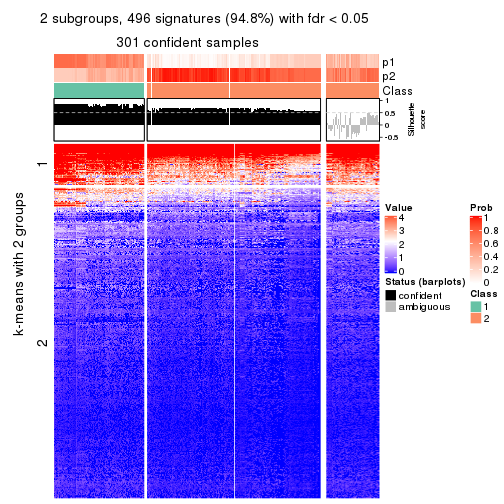 2 subgroups, 496 signatures (94.8%) with fdr < 0.05
301 confident samples
p1
p2
Class
1
0.5
0
-0.5
Silhouette
score
k-means with 2 groups
1
2
Value
4
3
2
1
0
Status (barplots)
confident
ambiguous
Prob
1
0.8
0.6
0.4
0.2
0
Class
1
2